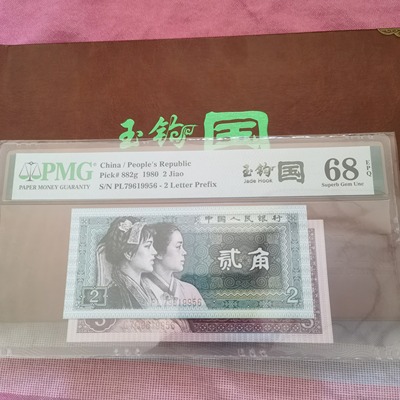 玉钩国
PMG
PAPER MONEY GUARANTY
China / People's Republic
Pick# 882g 1980 2 Jiao
S/N PL79619956 - 2 Letter Prefix
玉钩国
JADE HOOK
68 EPQ
Superb Gem Unc
中国人民银行
贰角
2
2